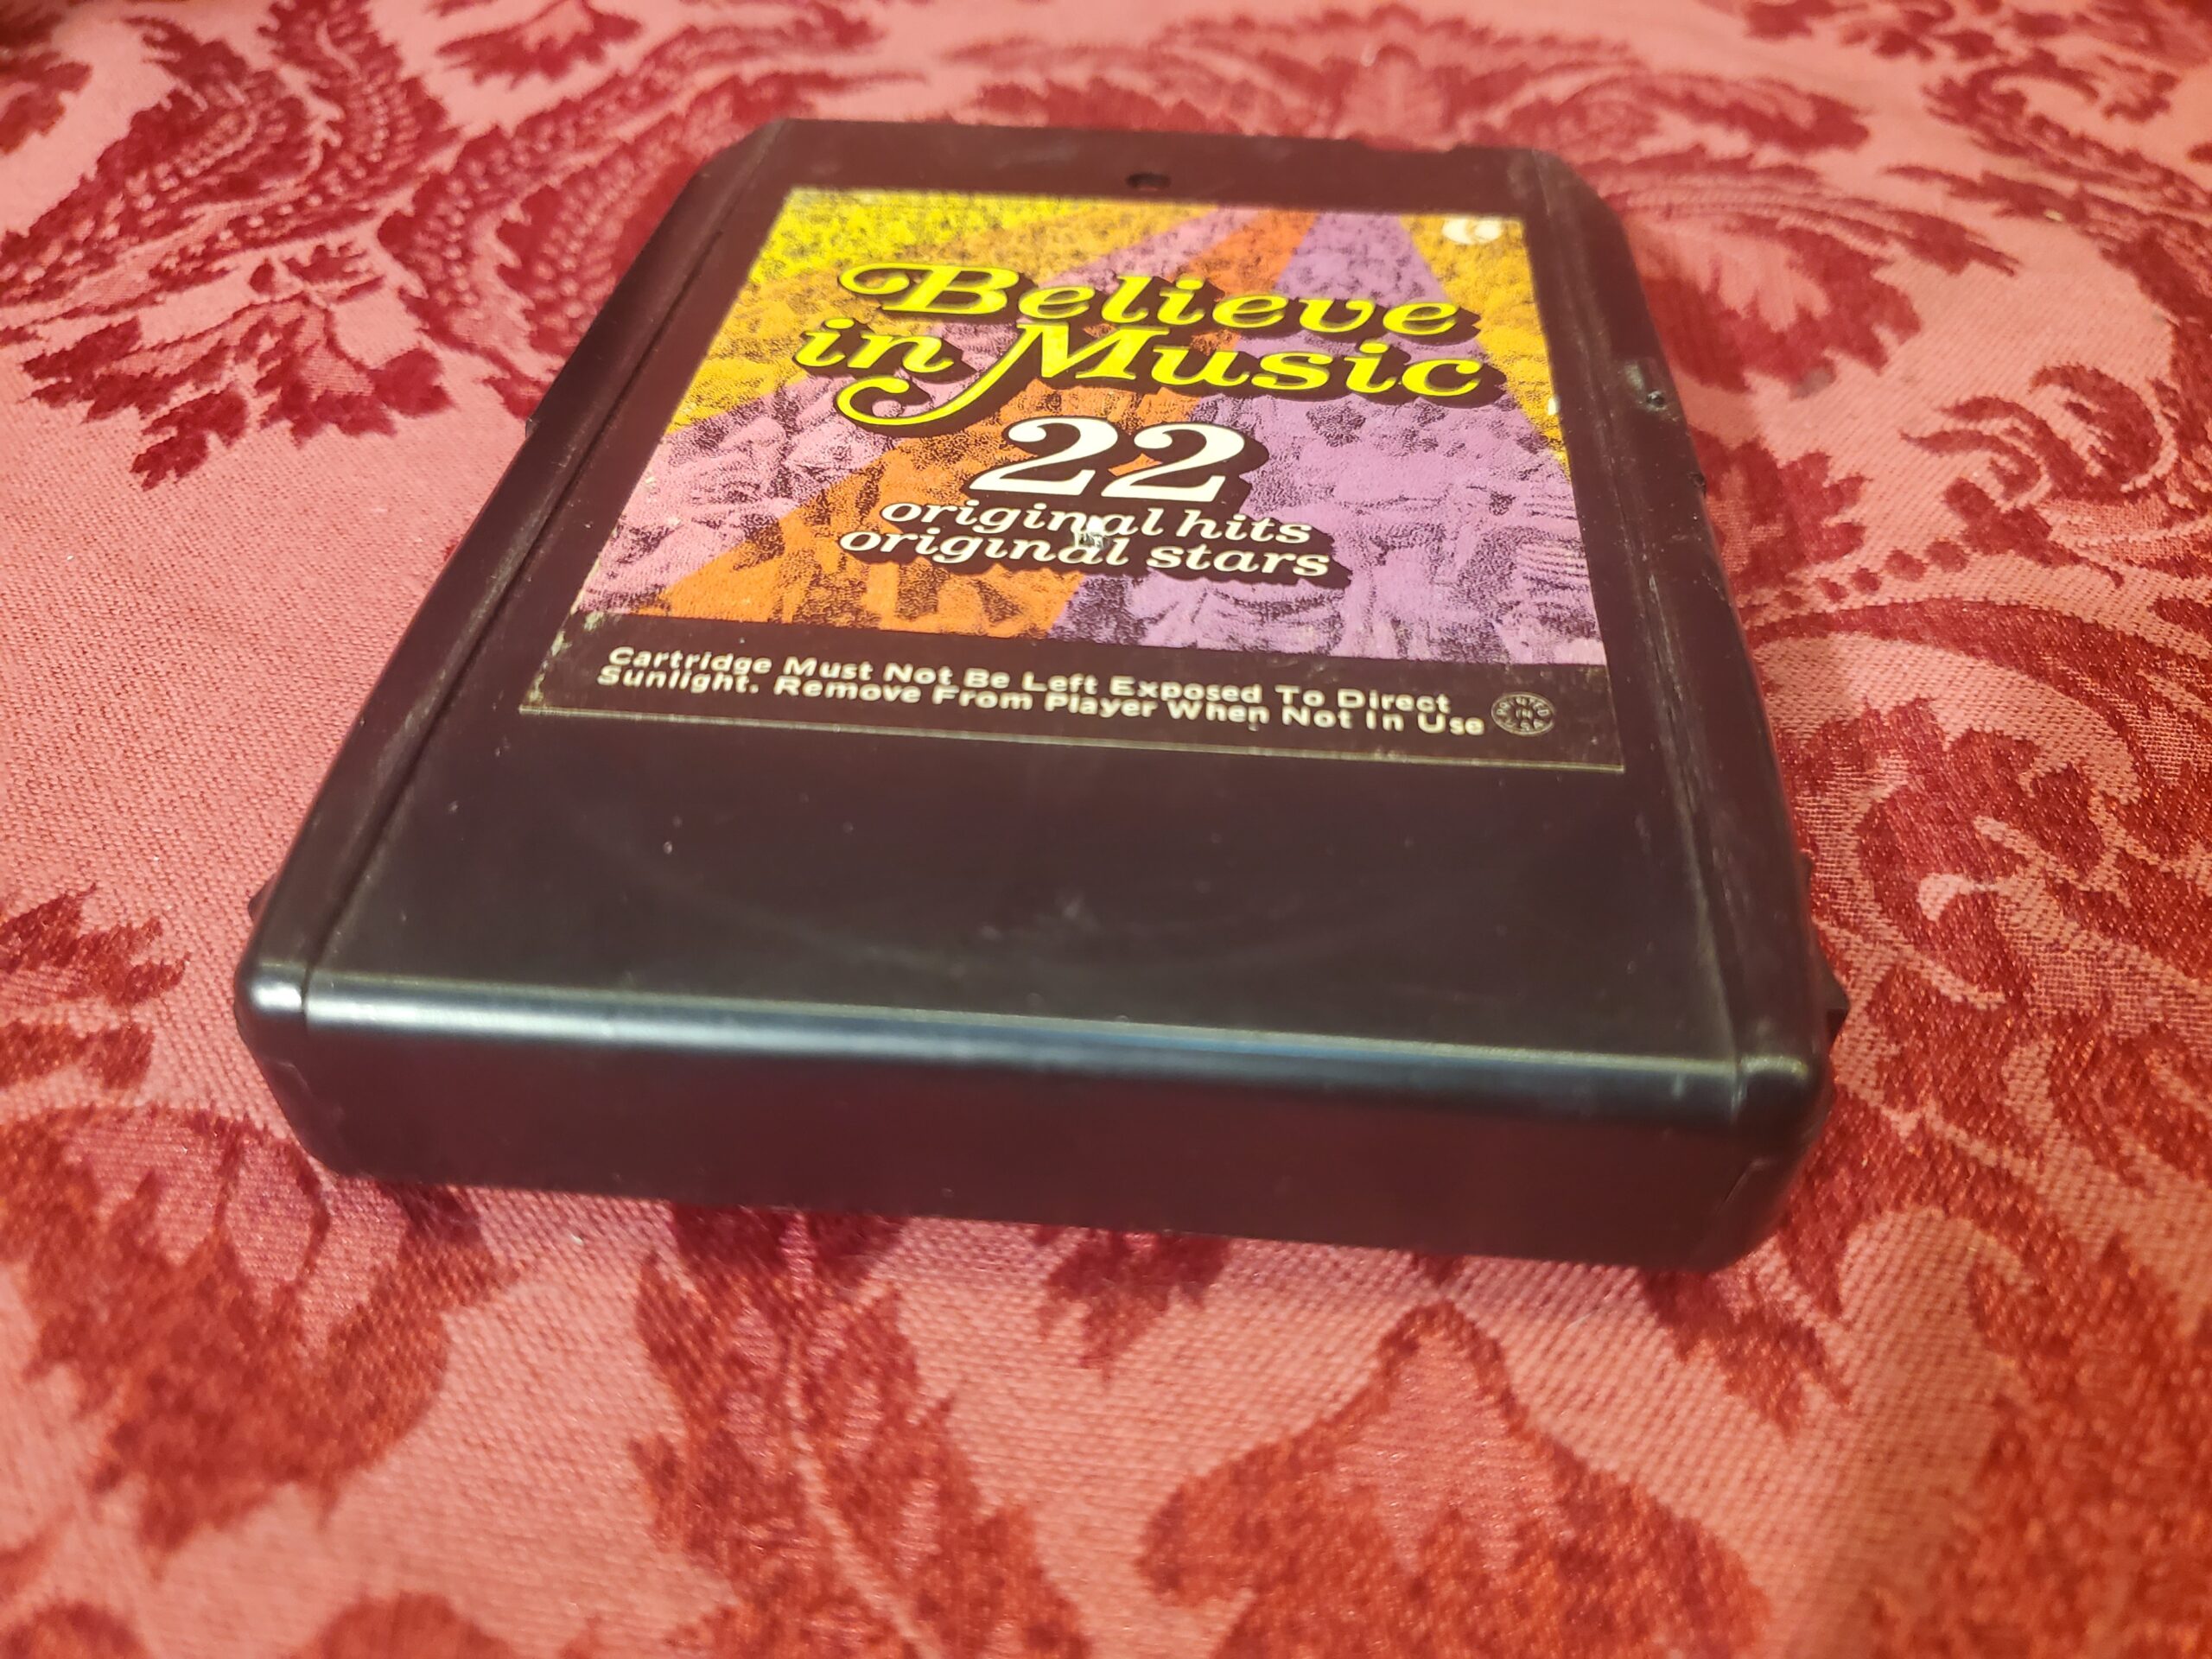 Believe
in Music
22
original hits
original stars
Cartridge Must Not Be Left Exposed To Direct
Sunlight. Remove From Player When Not In Use